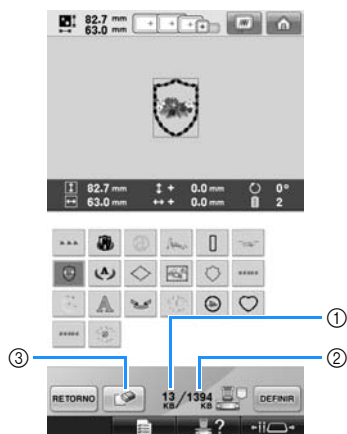 82.7 mm
63.0 mm
82.7 mm 0.0 mm 0°
63.0 mm 0.0 mm 2
A
A
①
②
③
13 KB / 1394 KB
RETORNO
DEFINIR
?